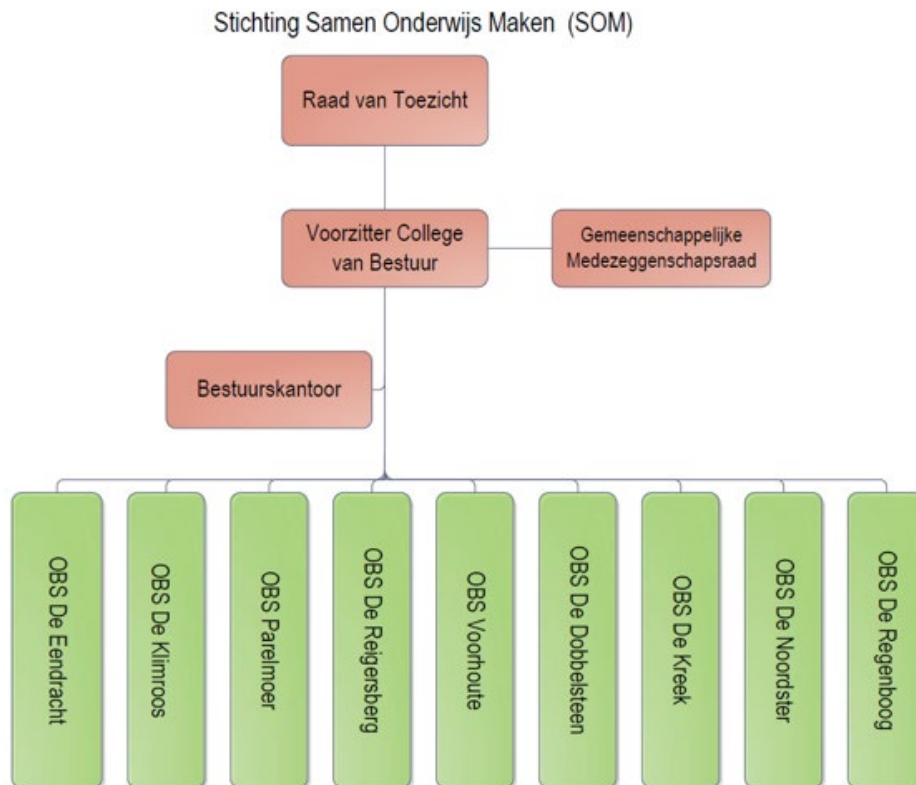 Stichting Samen Onderwijs Maken (SOM)
Raad van Toezicht
Voorzitter College
van Bestuur
Gemeenschappelijke
Medezeggenschapsraad
Bestuurskantoor
OBS De Eendracht
OBS De Klimroos
OBS Parelmoer
OBS De Reigersberg
OBS Voorhoute
OBS De Dobbelsteen
OBS De Kreek
OBS De Noordster
OBS De Regenboog